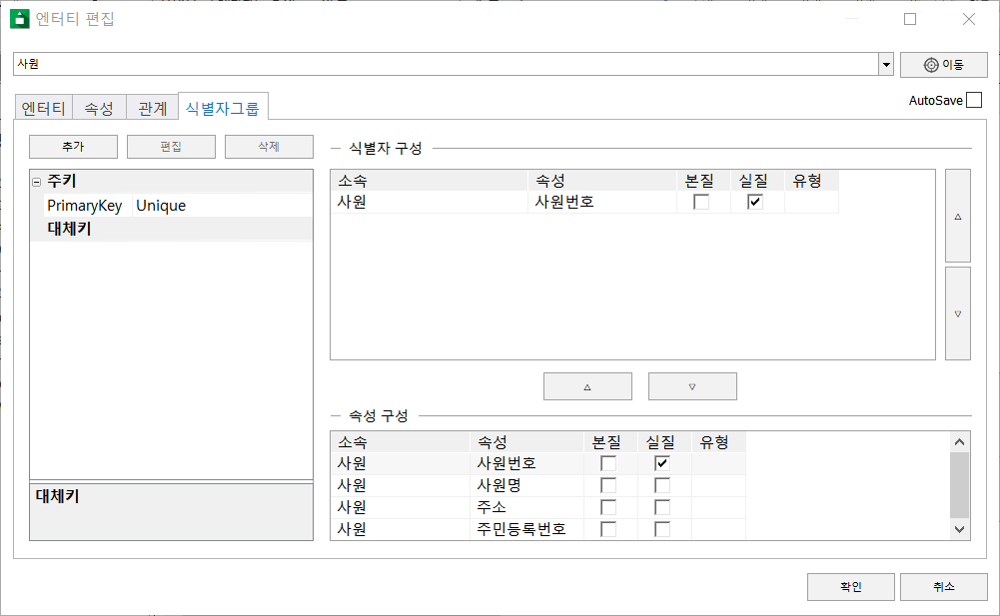 엔터티 편집
사원
이동
엔터티 속성 관계 식별자그룹
AutoSave
추가 편집 삭제
주키
PrimaryKey Unique
대체키
대체키
식별자 구성
소속 속성 본질 실질 유형
사원 사원번호
속성 구성
소속 속성 본질 실질 유형
사원 사원번호
사원 사원명
사원 주소
사원 주민등록번호
확인 취소